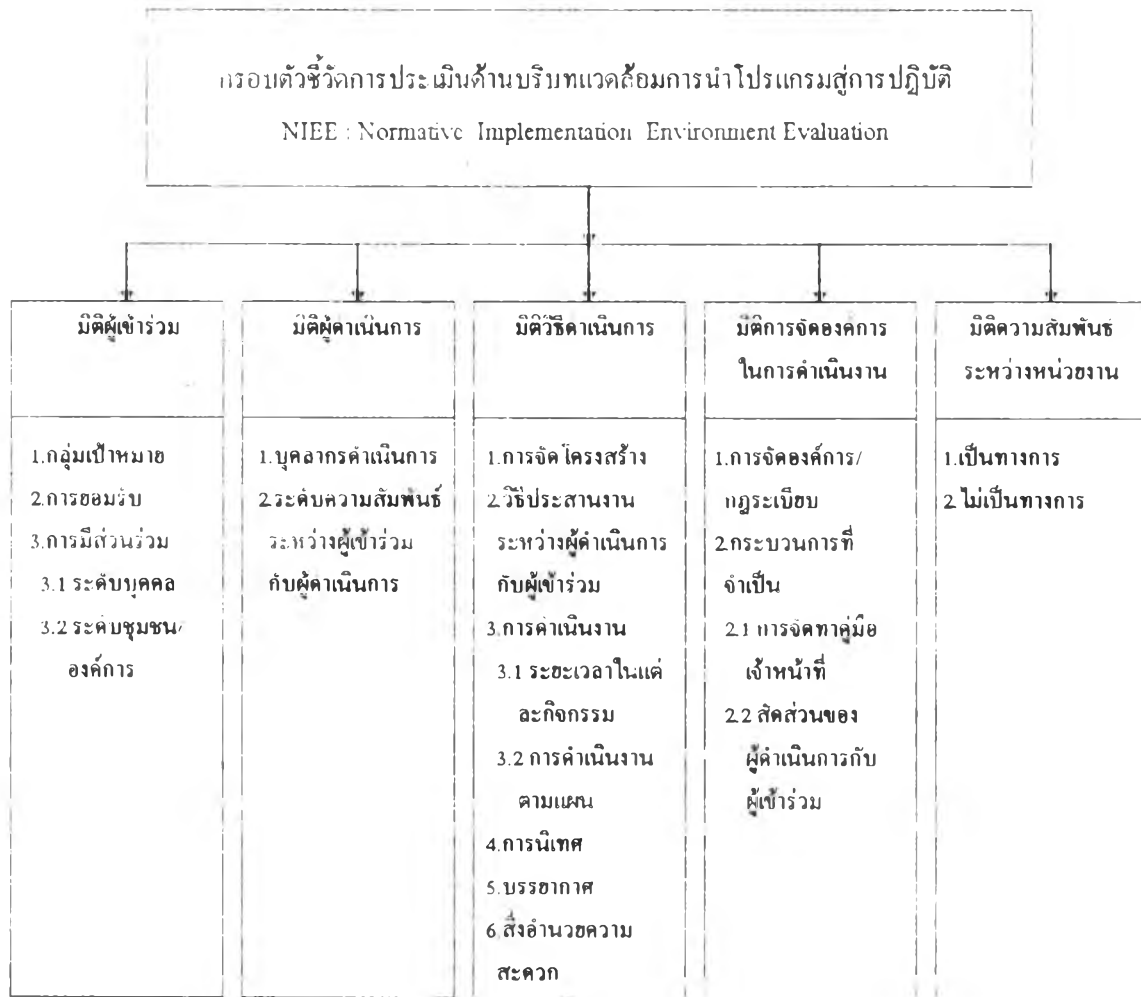 กรอบตัวชี้วัดการประเมินด้านบริบทแวดล้อมการนำโปรแกรมสู่การปฏิบัติ
NIEE : Normative Implementation Environment Evaluation
มิติผู้เข้าร่วม
1.กลุ่มเป้าหมาย
2.การยอมรับ
3.การมีส่วนร่วม
3.1 ระดับบุคคล
3.2 ระดับชุมชน/
องค์การ
มิติผู้ดำเนินการ
1.บุคลากรดำเนินการ
2.ระดับความสัมพันธ์
ระหว่างผู้เข้าร่วม
กับผู้ดำเนินการ
มิติวิธีดำเนินการ
1.การจัดโครงสร้าง
2.วิธีประสานงาน
ระหว่างผู้ดำเนินการ
กับผู้เข้าร่วม
3.การดำเนินงาน
3.1 ระยะเวลาในแต่
ละกิจกรรม
3.2 การดำเนินงาน
ตามแผน
4.การนิเทศ
5.บรรยากาศ
6.สิ่งอำนวยความ
สะดวก
มิติการจัดองค์การ
ในการดำเนินงาน
1.การจัดองค์การ/
กฎระเบียบ
2.กระบวนการที่
จำเป็น
2.1 การจัดทำคู่มือ
เจ้าหน้าที่
2.2 สัดส่วนของ
ผู้ดำเนินการกับ
ผู้เข้าร่วม
มิติความสัมพันธ์
ระหว่างหน่วยงาน
1.เป็นทางการ
2.ไม่เป็นทางการ